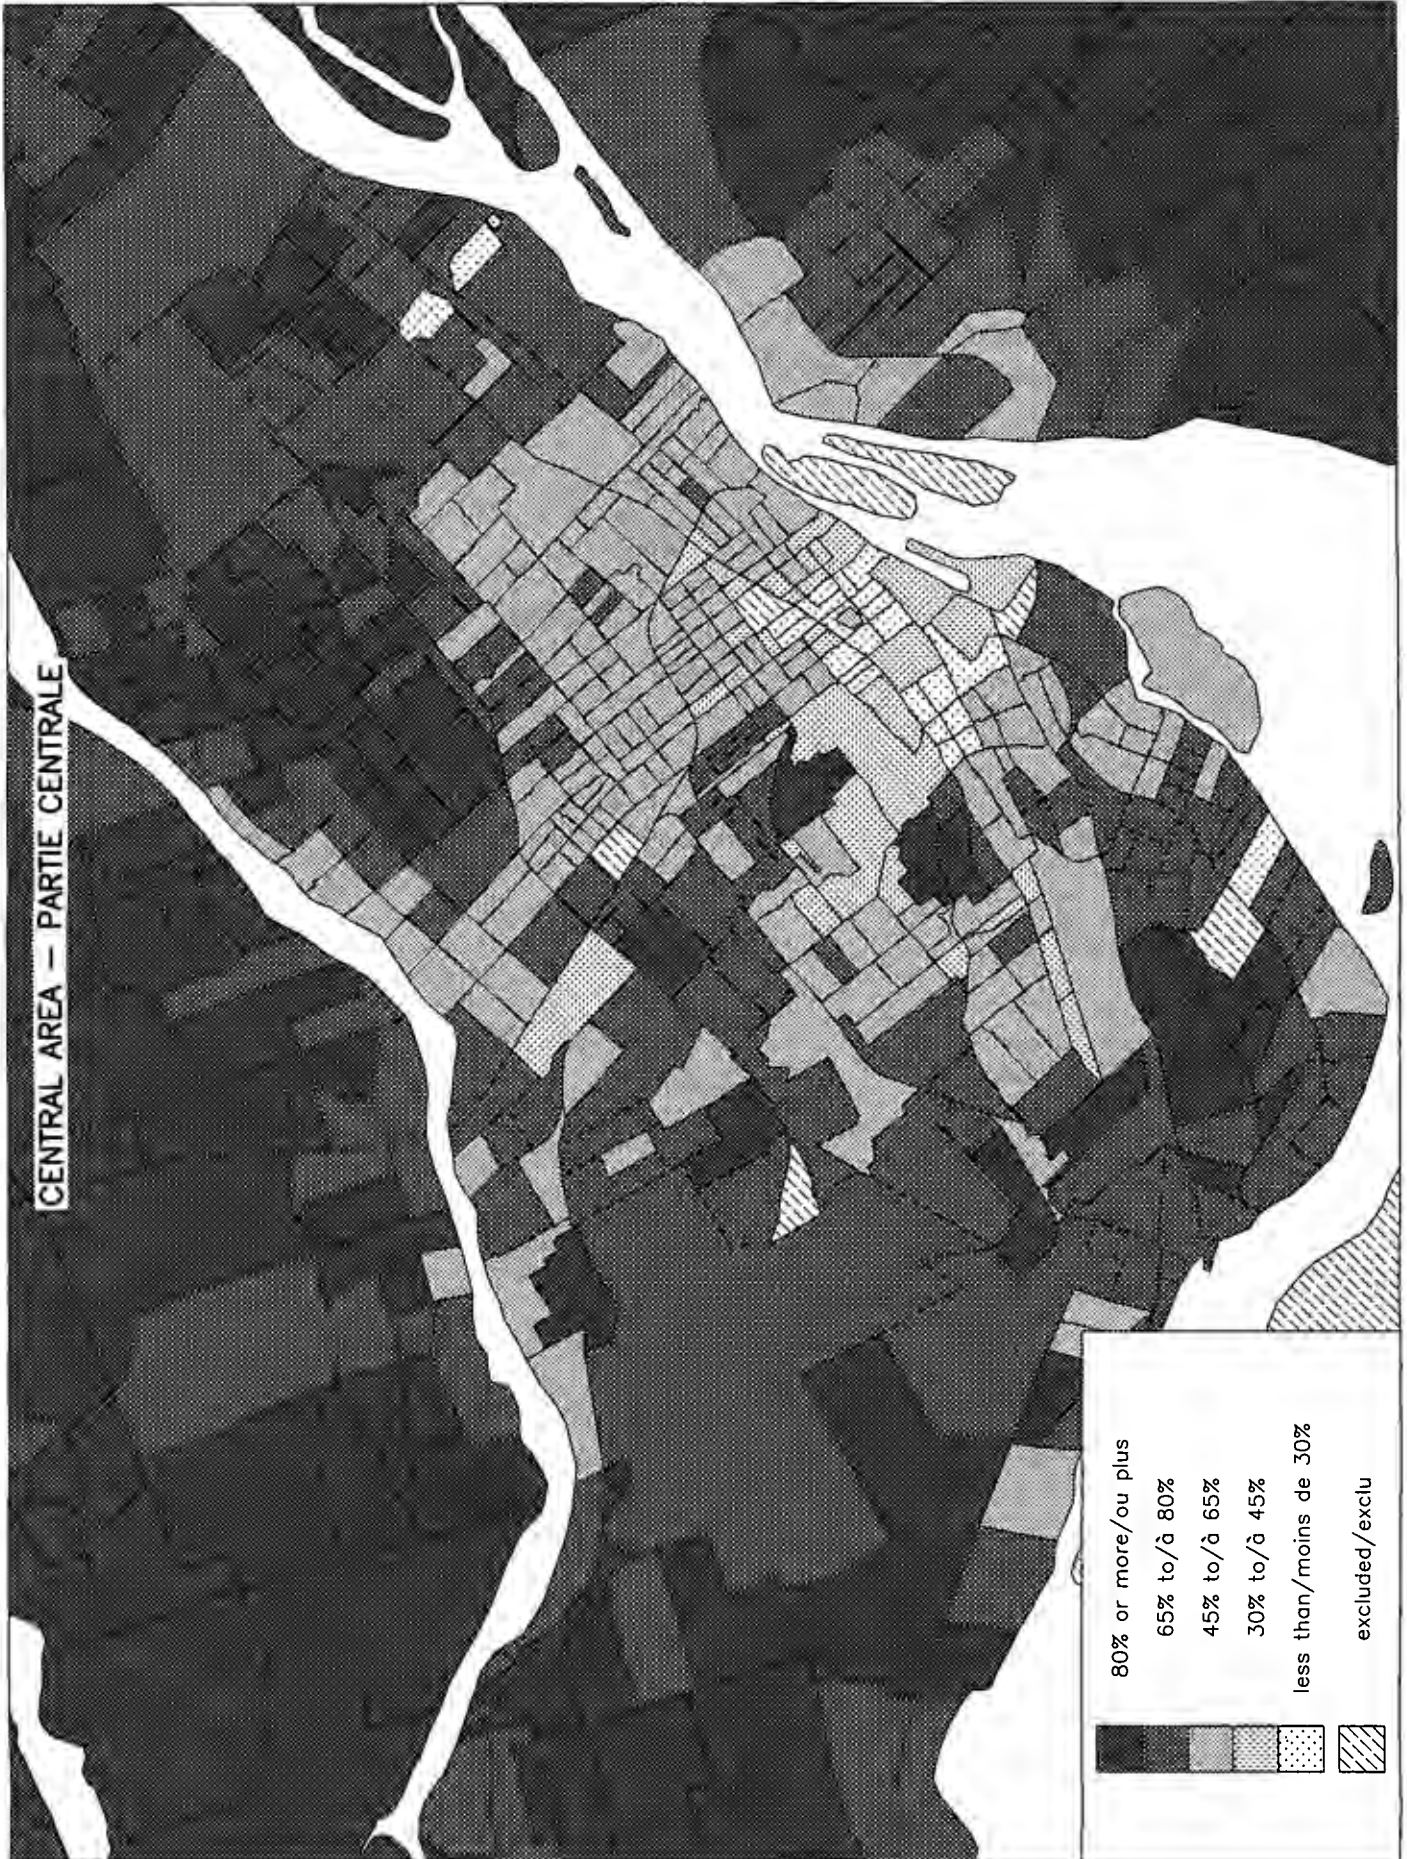 CENTRAL AREA — PARTIE CENTRALE
80% or more/ou plus
65% to/à 80%
45% to/à 65%
30% to/à 45%
less than/moins de 30%
excluded/exclu